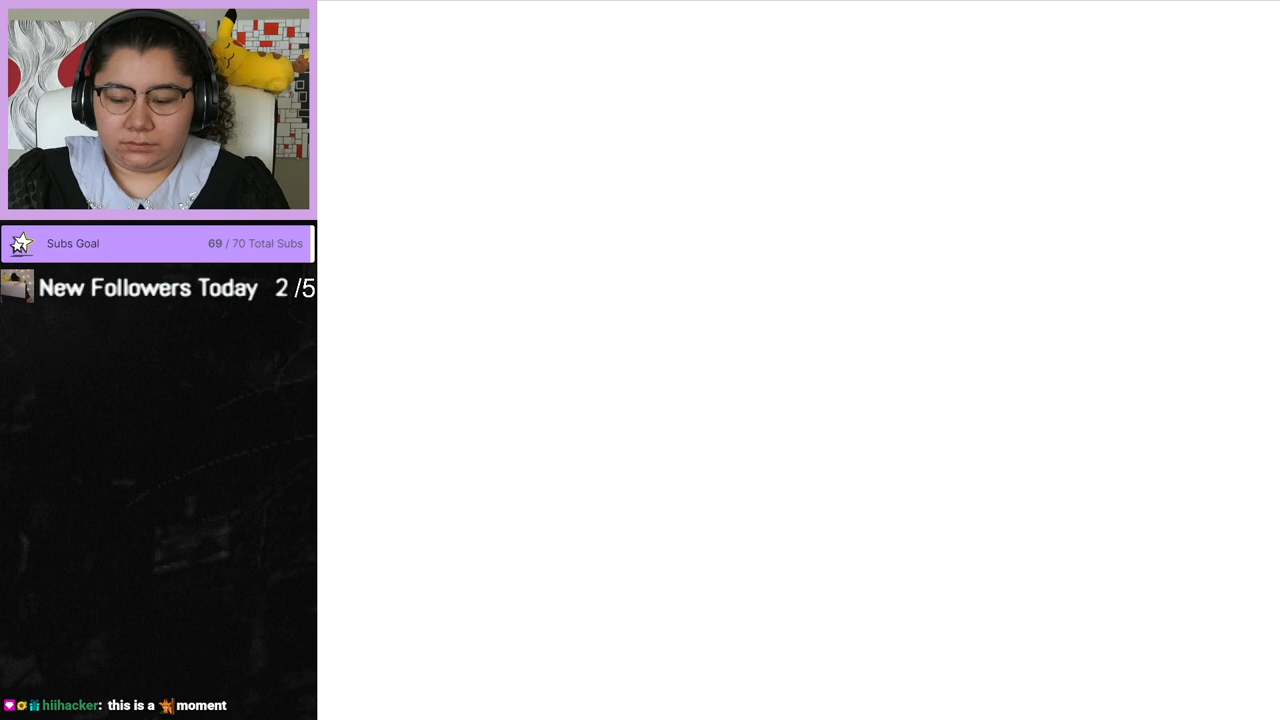 Subs Goal 69 / 70 Total Subs
New Followers Today 2 /5
hiihacker: this is a moment